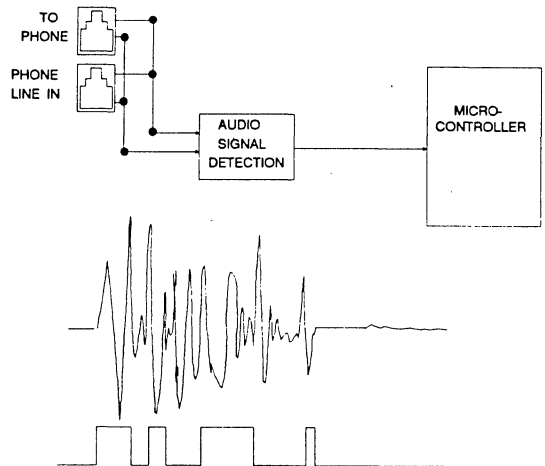 TO
PHONE
PHONE
LINE IN
AUDIO
SIGNAL
DETECTION
MICRO-
CONTROLLER